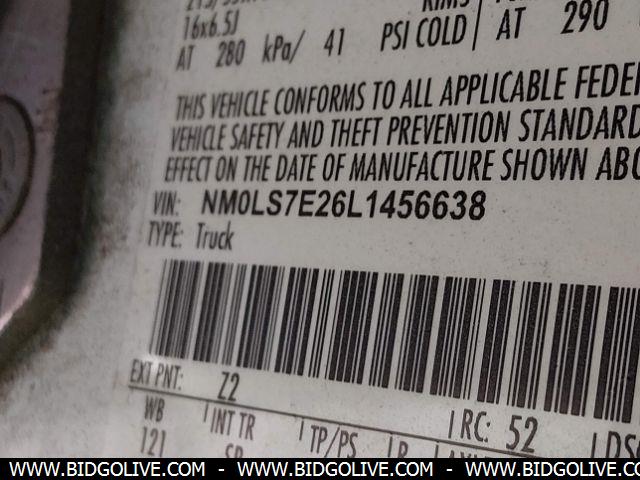 16x6.5J
AT 280 kPa/ 41 PSI COLD AT 290
THIS VEHICLE CONFORMS TO ALL APPLICABLE FEDER
VEHICLE SAFETY AND THEFT PREVENTION STANDARD
EFFECT ON THE DATE OF MANUFACTURE SHOWN ABO
VIN: NM0LS7E26L1456638
TYPE: Truck
EXT PNT: Z2
RC: 52
WB INT TR TP/PS R
121
WWW.BIDGOLIVE.COM - WWW.BIDGOLIVE.COM - WWW.BIDGOLIVE.COM